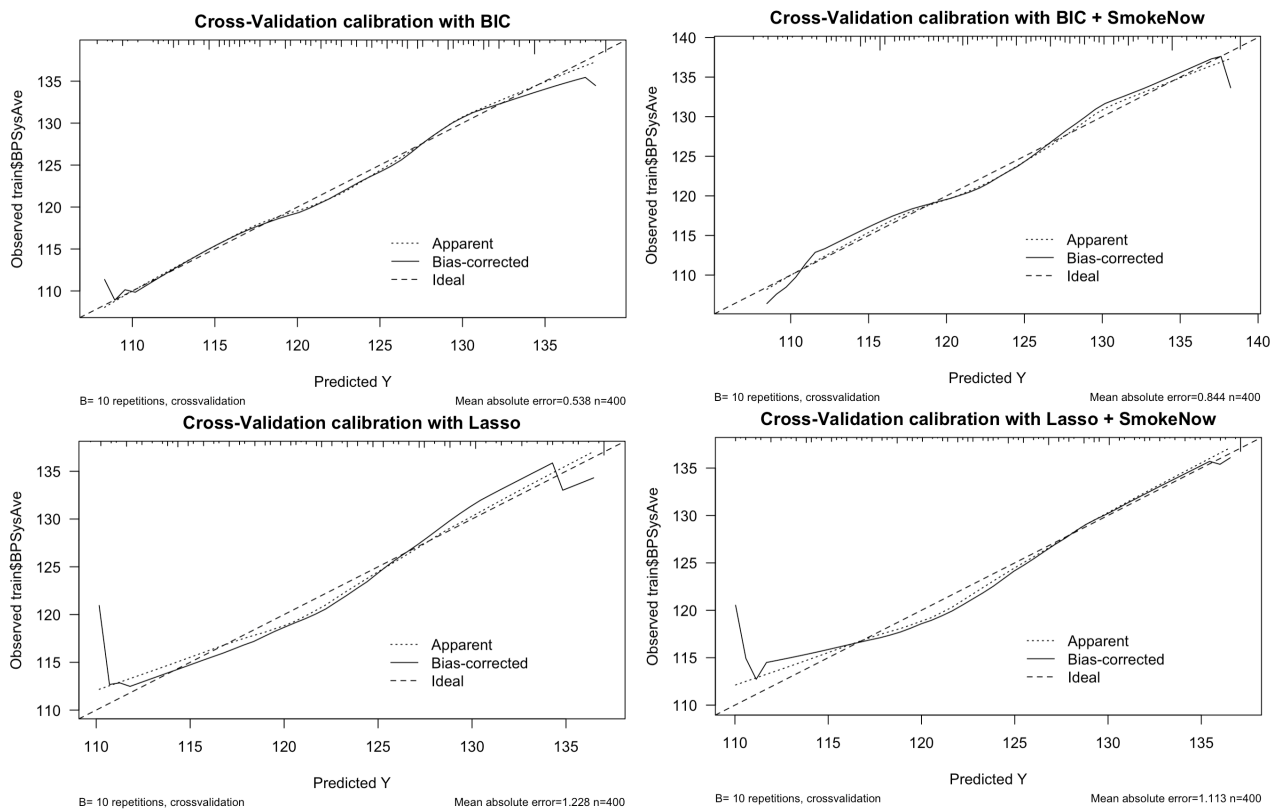 Cross-Validation calibration with BIC
Observed train$BPSysAve
135
130
125
120
115
110
Apparent
Bias-corrected
Ideal
110 115 120 125 130 135
Predicted Y
B= 10 repetitions, crossvalidation Mean absolute error=0.538 n=400
Cross-Validation calibration with BIC + SmokeNow
Observed train$BPSysAve
140
135
130
125
120
115
110
Apparent
Bias-corrected
Ideal
110 115 120 125 130 135 140
Predicted Y
B= 10 repetitions, crossvalidation Mean absolute error=0.844 n=400
Cross-Validation calibration with Lasso
Observed train$BPSysAve
135
130
125
120
115
110
Apparent
Bias-corrected
Ideal
110 115 120 125 130 135
Predicted Y
B= 10 repetitions, crossvalidation Mean absolute error=1.228 n=400
Cross-Validation calibration with Lasso + SmokeNow
Observed train$BPSysAve
135
130
125
120
115
110
Apparent
Bias-corrected
Ideal
110 115 120 125 130 135
Predicted Y
B= 10 repetitions, crossvalidation Mean absolute error=1.113 n=400